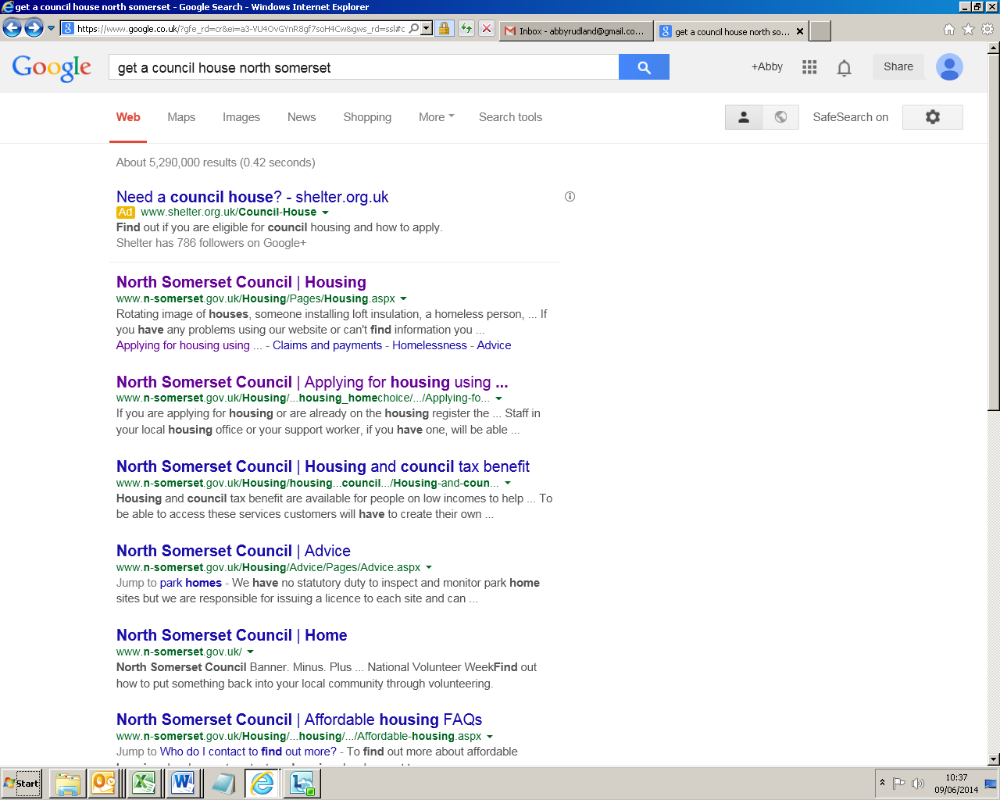 get a council house north somerset - Google Search - Windows Internet Explorer
https://www.google.co.uk/?gfe_rd=cr&ei=a3-VU4OvGYnR8gf7soH4Cw&gws_rd=ssl#c
Inbox - abbyrudland@gmail.co...
get a council house north so...
Google
get a council house north somerset
+Abby
Share
Web
Maps
Images
News
Shopping
More
Search tools
SafeSearch on
About 5,290,000 results (0.42 seconds)
Need a council house? - shelter.org.uk
Ad www.shelter.org.uk/Council-House
Find out if you are eligible for council housing and how to apply.
Shelter has 786 followers on Google+
North Somerset Council | Housing
www.n-somerset.gov.uk/Housing/Pages/Housing.aspx
Rotating image of houses, someone installing loft insulation, a homeless person, ... If
you have any problems using our website or can't find information you ...
Applying for housing using ... - Claims and payments - Homelessness - Advice
North Somerset Council | Applying for housing using ...
www.n-somerset.gov.uk/Housing/...housing_homechoice/.../Applying-fo...
If you are applying for housing or are already on the housing register the ... Staff in
your local housing office or your support worker, if you have one, will be able ...
North Somerset Council | Housing and council tax benefit
www.n-somerset.gov.uk/Housing/housing...council.../Housing-and-coun...
Housing and council tax benefit are available for people on low incomes to help ... To
be able to access these services customers will have to create their own ...
North Somerset Council | Advice
www.n-somerset.gov.uk/Housing/Advice/Pages/Advice.aspx
Jump to park homes - We have no statutory duty to inspect and monitor park home
sites but we are responsible for issuing a licence to each site and can ...
North Somerset Council | Home
www.n-somerset.gov.uk/
North Somerset Council Banner. Minus. Plus ... National Volunteer WeekFind out
how to put something back into your local community through volunteering.
North Somerset Council | Affordable housing FAQs
www.n-somerset.gov.uk/Housing/...housing/.../Affordable-housing.aspx
Jump to Who do I contact to find out more? - To find out more about affordable
Start
10:37
09/06/2014